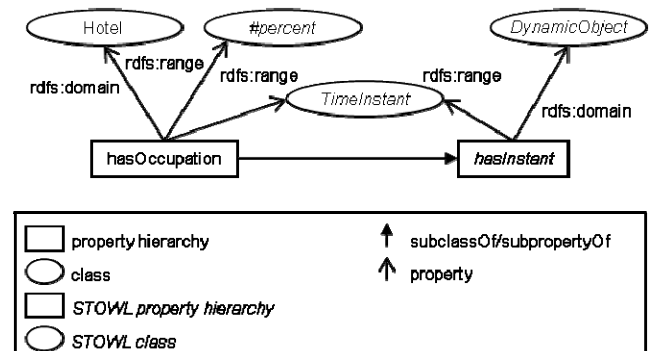 Hotel
#percent
DynamicObject
rdfs:range
rdfs:domain
rdfs:range
rdfs:range
TimeInstant
rdfs:domain
hasOccupation
hasInstant
property hierarchy
subclassOf/subpropertyOf
class
property
STOWL property hierarchy
STOWL class